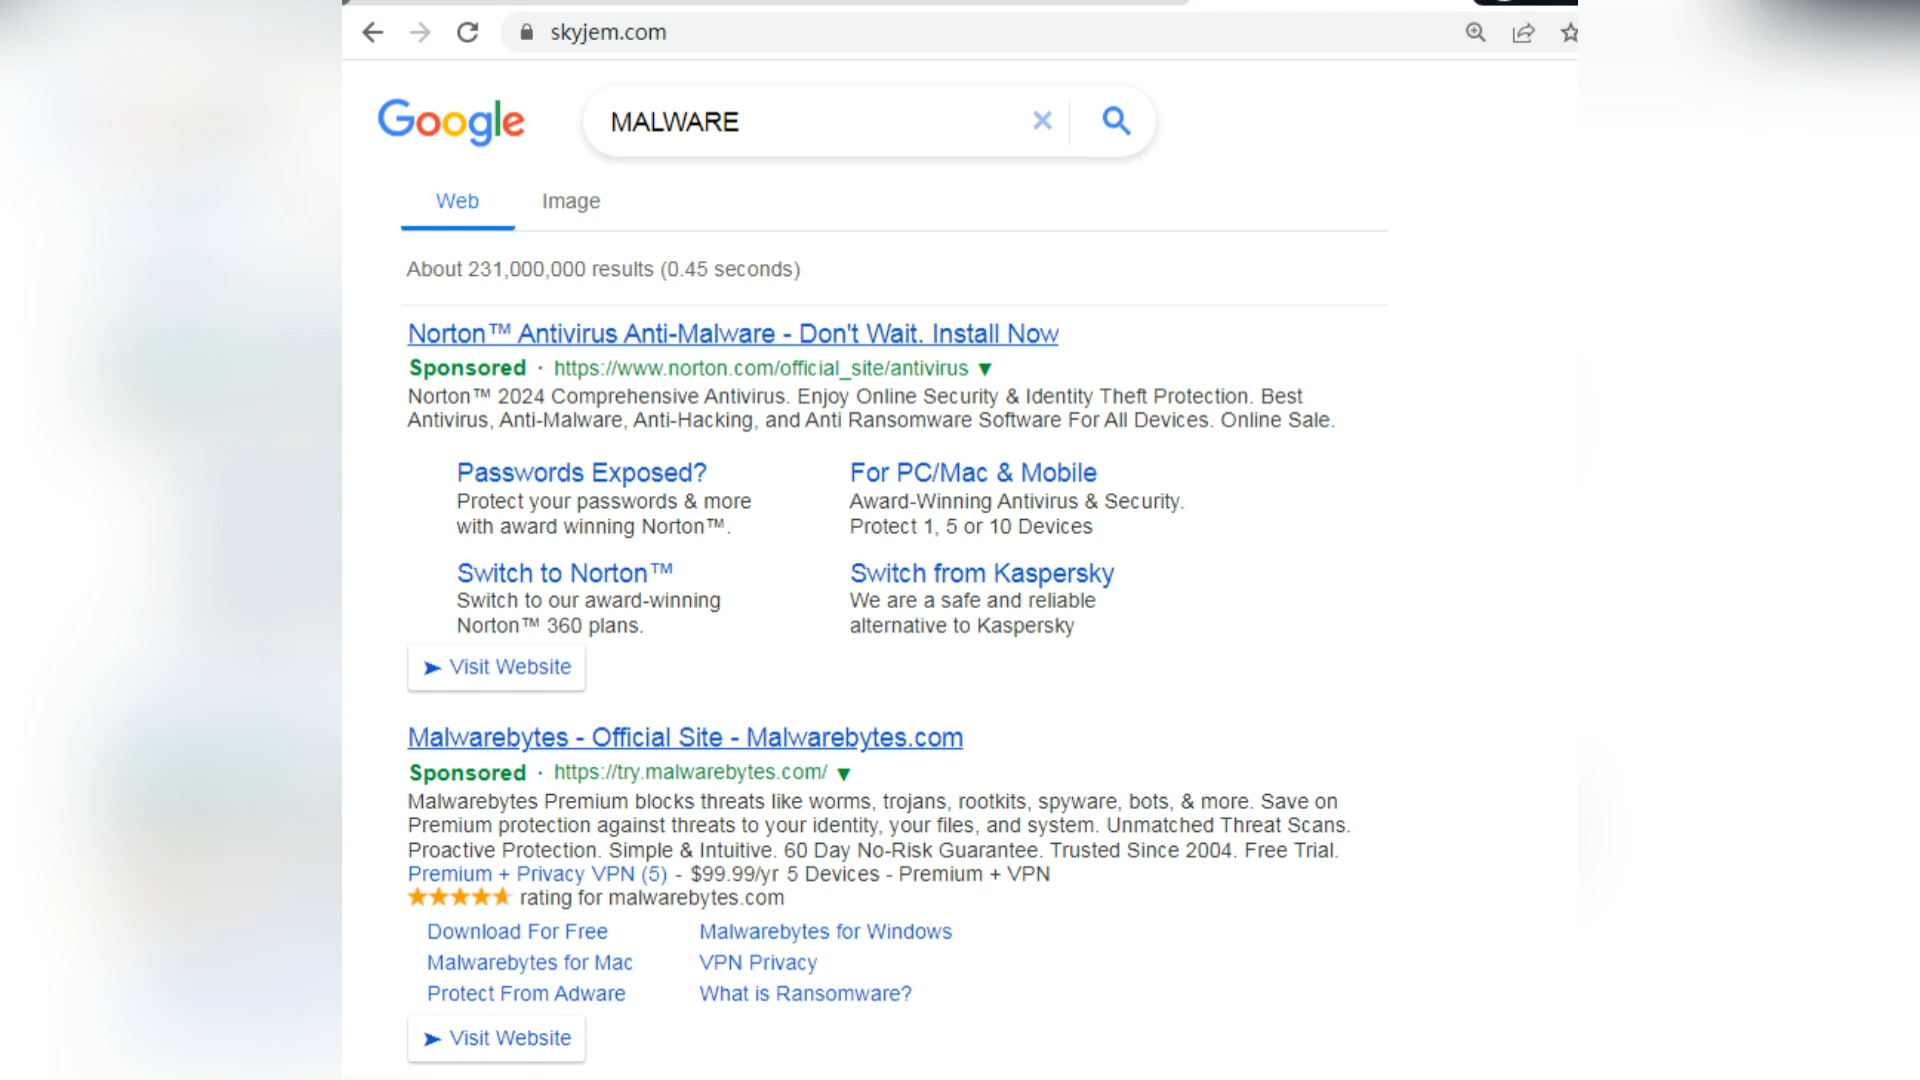 skyjem.com
Google
MALWARE
Web Image
About 231,000,000 results (0.45 seconds)
Norton™ Antivirus Anti-Malware - Don't Wait. Install Now
Sponsored · https://www.norton.com/official_site/antivirus ▼
Norton™ 2024 Comprehensive Antivirus. Enjoy Online Security & Identity Theft Protection. Best
Antivirus, Anti-Malware, Anti-Hacking, and Anti Ransomware Software For All Devices. Online Sale.
Passwords Exposed?
Protect your passwords & more
with award winning Norton™.
For PC/Mac & Mobile
Award-Winning Antivirus & Security.
Protect 1, 5 or 10 Devices
Switch to Norton™
Switch to our award-winning
Norton™ 360 plans.
Switch from Kaspersky
We are a safe and reliable
alternative to Kaspersky
➤ Visit Website
Malwarebytes - Official Site - Malwarebytes.com
Sponsored · https://try.malwarebytes.com/ ▼
Malwarebytes Premium blocks threats like worms, trojans, rootkits, spyware, bots, & more. Save on
Premium protection against threats to your identity, your files, and system. Unmatched Threat Scans.
Proactive Protection. Simple & Intuitive. 60 Day No-Risk Guarantee. Trusted Since 2004. Free Trial.
Premium + Privacy VPN (5) - $99.99/yr 5 Devices - Premium + VPN
rating for malwarebytes.com
Download For Free Malwarebytes for Windows
Malwarebytes for Mac VPN Privacy
Protect From Adware What is Ransomware?
➤ Visit Website